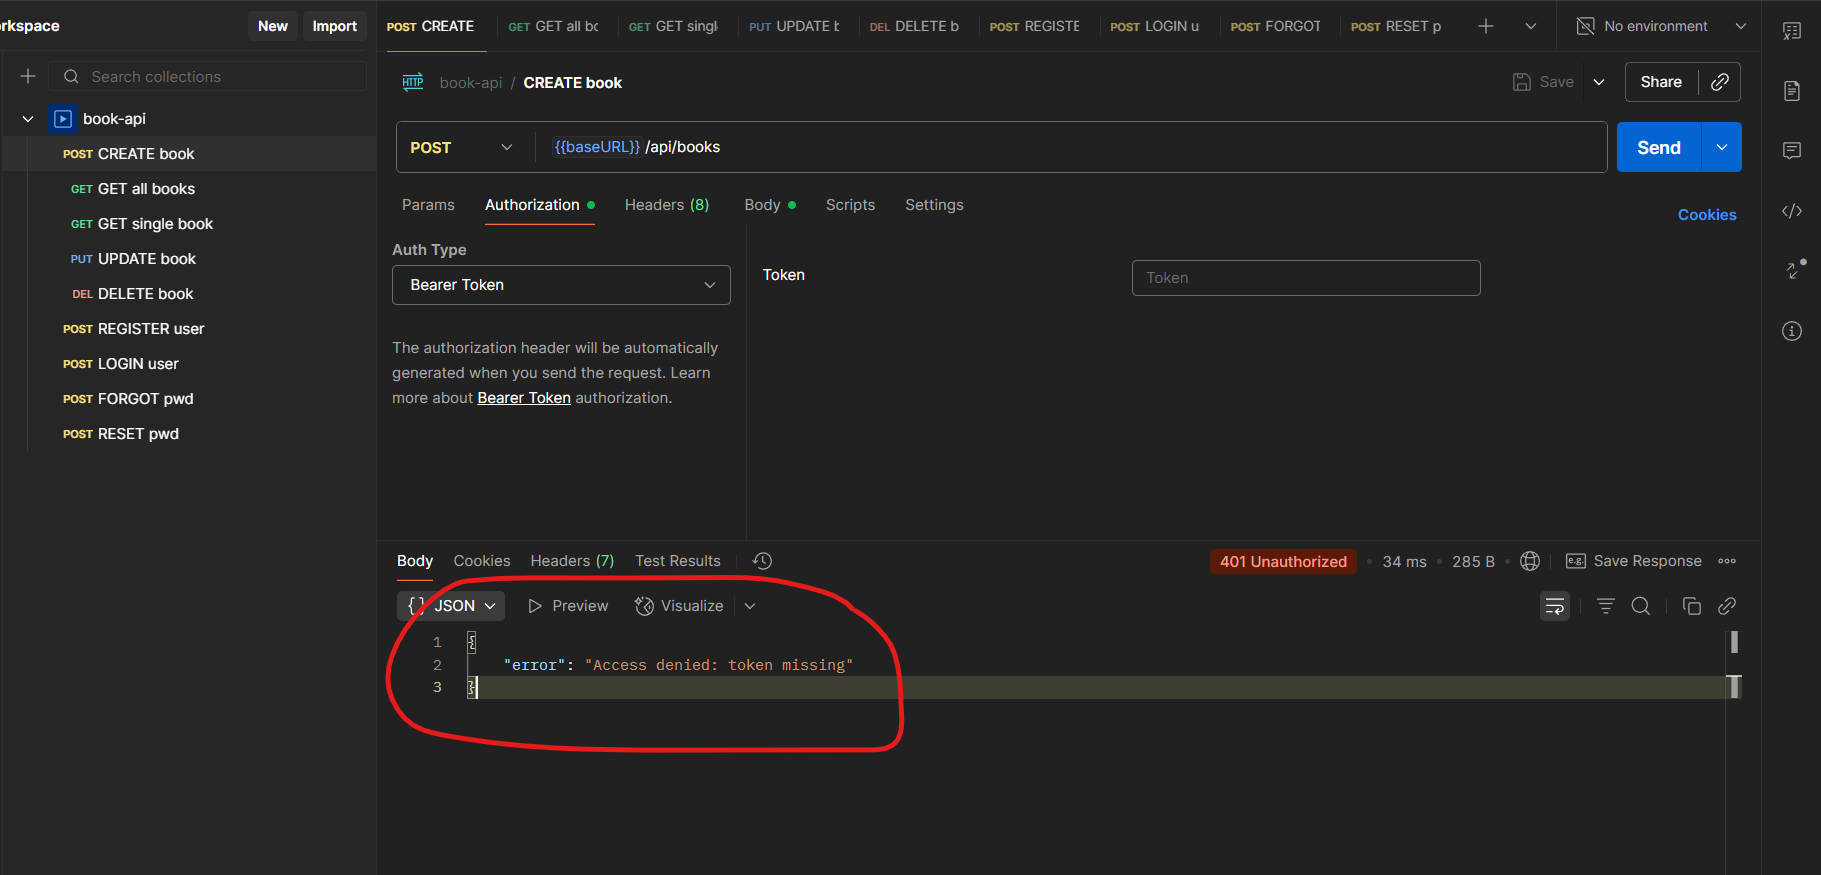 rkspace
New
Import
Search collections
book-api
POST CREATE book
GET GET all books
GET GET single book
PUT UPDATE book
DEL DELETE book
POST REGISTER user
POST LOGIN user
POST FORGOT pwd
POST RESET pwd
POST CREATE
GET GET all bo
GET GET singl
PUT UPDATE b
DEL DELETE b
POST REGISTE
POST LOGIN u
POST FORGOT
POST RESET p
No environment
HTTP book-api / CREATE book
Save
Share
POST
{{baseURL}} /api/books
Send
Params
Authorization
Headers (8)
Body
Scripts
Settings
Cookies
Auth Type
Bearer Token
The authorization header will be automatically
generated when you send the request. Learn
more about Bearer Token authorization.
Token
Token
Body
Cookies
Headers (7)
Test Results
401 Unauthorized
34 ms
285 B
e.g. Save Response
{} JSON
Preview
Visualize
1 {
2 "error": "Access denied: token missing"
3 }